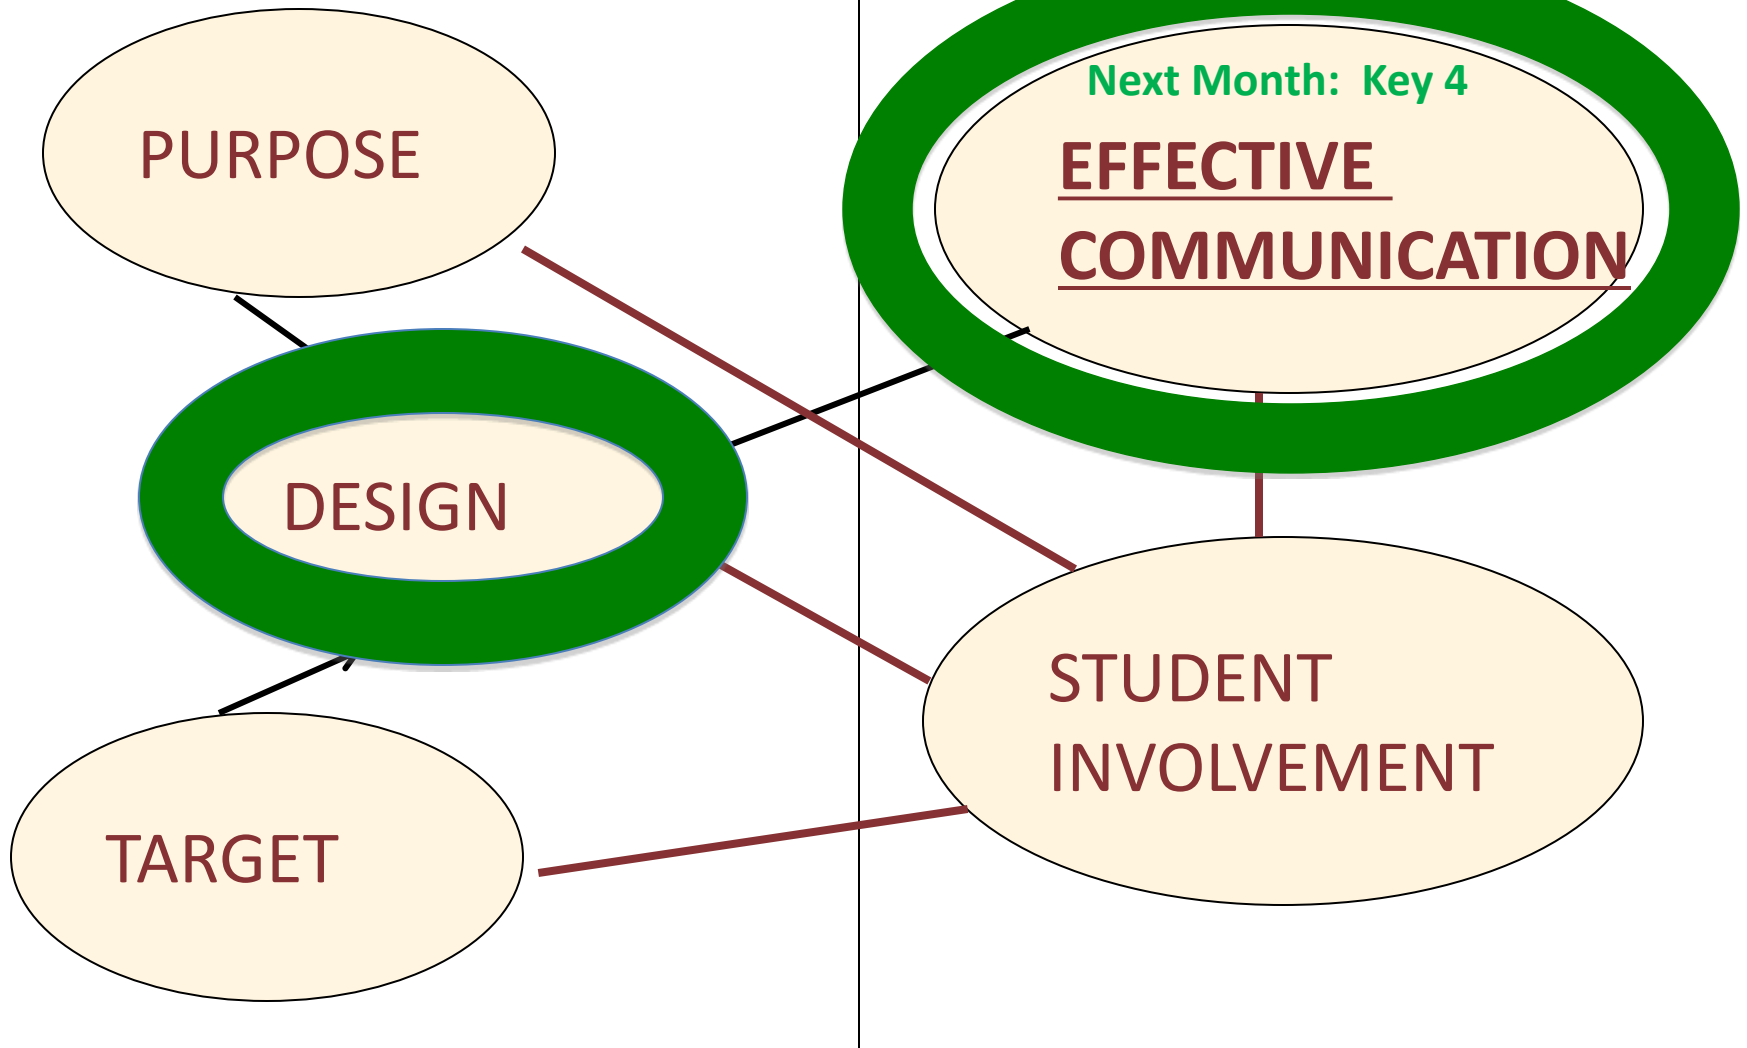 PURPOSE
DESIGN
TARGET
Next Month:  Key 4
EFFECTIVE
COMMUNICATION
STUDENT
INVOLVEMENT